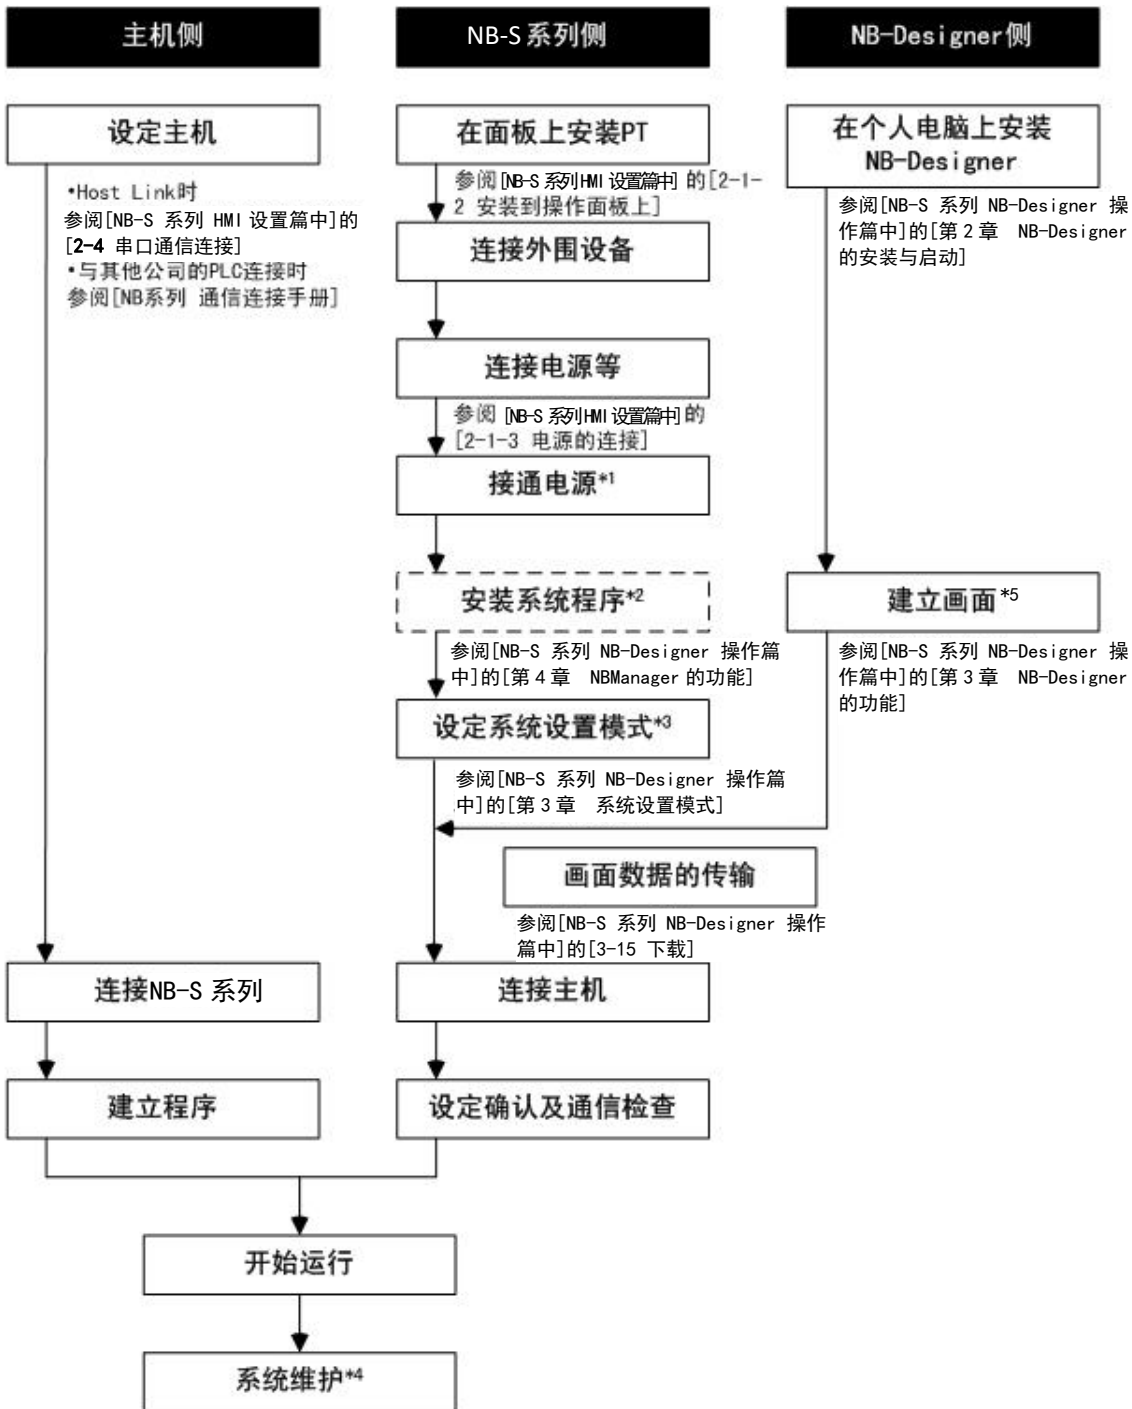 主机侧
NB-S 系列侧
NB-Designer侧
设定主机
•Host Link时
参阅[NB-S 系列 HMI 设置篇中]的
[2-4 串口通信连接]
•与其他公司的PLC连接时
参阅[NB系列 通信连接手册]
在面板上安装PT
参阅[NB-S 系列HMI 设置篇中] 的[2-1-
2 安装到操作面板上]
连接外围设备
连接电源等
参阅 [NB-S 系列HMI 设置篇中]的
[2-1-3 电源的连接]
接通电源*1
安装系统程序*2
参阅[NB-S 系列 NB-Designer 操作篇
中]的[第 4 章 NBManager 的功能]
设定系统设置模式*3
参阅[NB-S 系列 NB-Designer 操作篇
中]的[第 3 章 系统设置模式]
在个人电脑上安装
NB-Designer
参阅[NB-S 系列 NB-Designer 操
作篇中]的[第 2 章 NB-Designer
的安装与启动]
建立画面*5
参阅[NB-S 系列 NB-Designer 操
作篇中]的[第 3 章 NB-Designer
的功能]
画面数据的传输
参阅[NB-S 系列 NB-Designer 操作
篇中]的[3-15 下载]
连接NB-S 系列
连接主机
建立程序
设定确认及通信检查
开始运行
系统维护*4